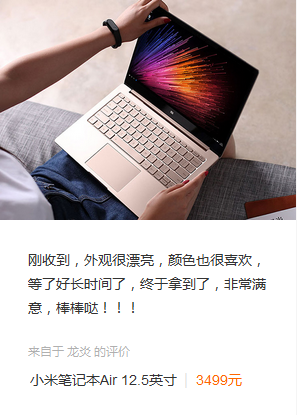 刚收到，外观很漂亮，颜色也很喜欢，
等了好长时间了，终于拿到了，非常满
意，棒棒哒！！！
来自于 龙炎 的评价
小米笔记本Air 12.5英寸 | 3499元